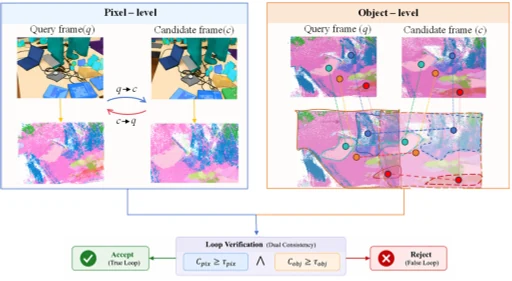 Pixel – level
Query frame(q)
Candidate frame(c)
q→c
c→q
Object – level
Query frame (q)
Candidate frame (c)
Loop Verification (Dual Consistency)
Accept
(True Loop)
C_pix ≥ τ_pix ∧ C_obj ≥ τ_obj
Reject
(False Loop)